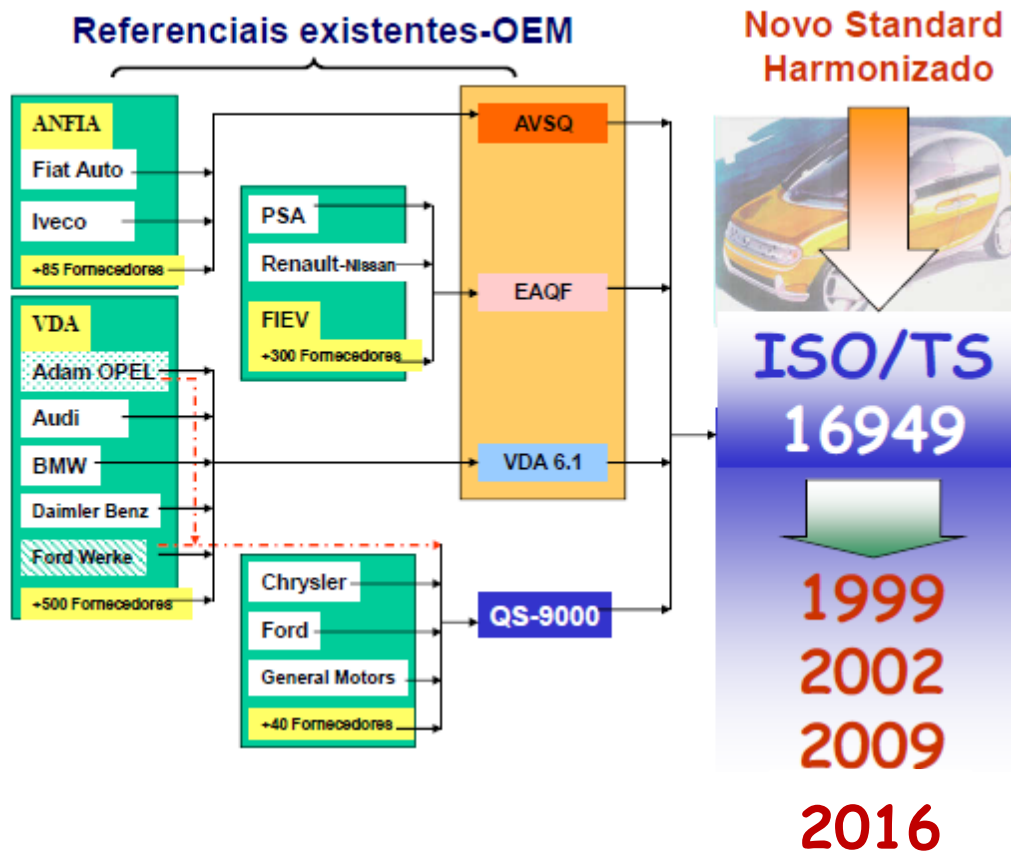 Referenciais existentes-OEM
Novo Standard
Harmonizado
ANFIA
Fiat Auto
Iveco
+85 Fornecedores
VDA
Adam OPEL
Audi
BMW
Daimler Benz
Ford Werke
+500 Fornecedores
PSA
Renault-Nissan
FIEV
+300 Fornecedores
Chrysler
Ford
General Motors
+40 Fornecedores
AVSQ
EAQF
VDA 6.1
QS-9000
ISO/TS
16949
1999
2002
2009
2016